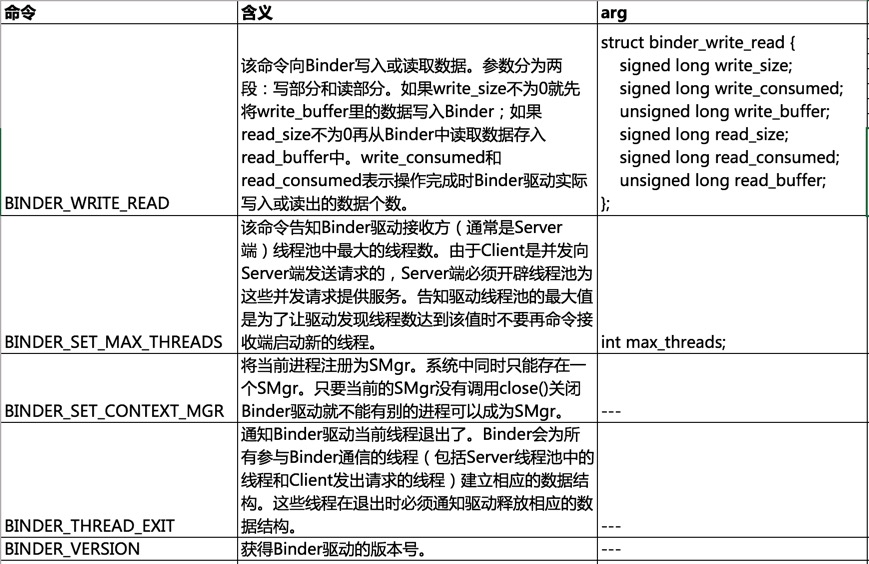 命令 含义 arg
该命令向Binder写入或读取数据。参数分为两
段：写部分和读部分。如果write_size不为0就先
将write_buffer里的数据写入Binder；如果
read_size不为0再从Binder中读取数据存入
read_buffer中。write_consumed和
read_consumed表示操作完成时Binder驱动实际
写入或读出的数据个数。
BINDER_WRITE_READ
struct binder_write_read {
signed long write_size;
signed long write_consumed;
unsigned long write_buffer;
signed long read_size;
signed long read_consumed;
unsigned long read_buffer;
};
该命令告知Binder驱动接收方（通常是Server
端）线程池中最大的线程数。由于Client是并发向
Server端发送请求的，Server端必须开辟线程池为
这些并发请求提供服务。告知驱动线程池的最大值
是为了让驱动发现线程数达到该值时不要再命令接
收端启动新的线程。
BINDER_SET_MAX_THREADS
int max_threads;
将当前进程注册为SMgr。系统中同时只能存在一
个SMgr。只要当前的SMgr没有调用close()关闭
Binder驱动就不能有别的进程可以成为SMgr。
BINDER_SET_CONTEXT_MGR
---
通知Binder驱动当前线程退出了。Binder会为所
有参与Binder通信的线程（包括Server线程池中的
线程和Client发出请求的线程）建立相应的数据结
构。这些线程在退出时必须通知驱动释放相应的数
据结构。
BINDER_THREAD_EXIT
---
BINDER_VERSION 获得Binder驱动的版本号。 ---